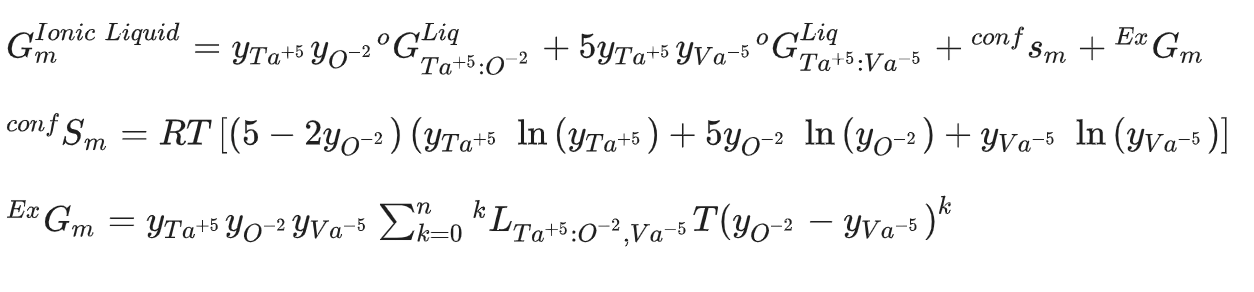 G_m^{Ionic Liquid} = y_{Ta^{+5}} y_{O^{-2}} {}^oG^{Liq}_{Ta^{+5}:O^{-2}} + 5y_{Ta^{+5}} y_{Va^{-5}} {}^oG^{Liq}_{Ta^{+5}:Va^{-5}} + {}^{conf}s_m + {}^{Ex}G_m
{}^{conf}S_m = RT [(5 − 2y_{O^{-2}}) (y_{Ta^{+5}} ln (y_{Ta^{+5}}) + 5y_{O^{-2}} ln (y_{O^{-2}}) + y_{Va^{-5}} ln (y_{Va^{-5}})]
{}^{Ex}G_m = y_{Ta^{+5}} y_{O^{-2}} y_{Va^{-5}} ∑_{k=0}^{n} {}^kL_{Ta^{+5}:O^{-2},Va^{-5}} T(y_{O^{-2}} − y_{Va^{-5}})^k